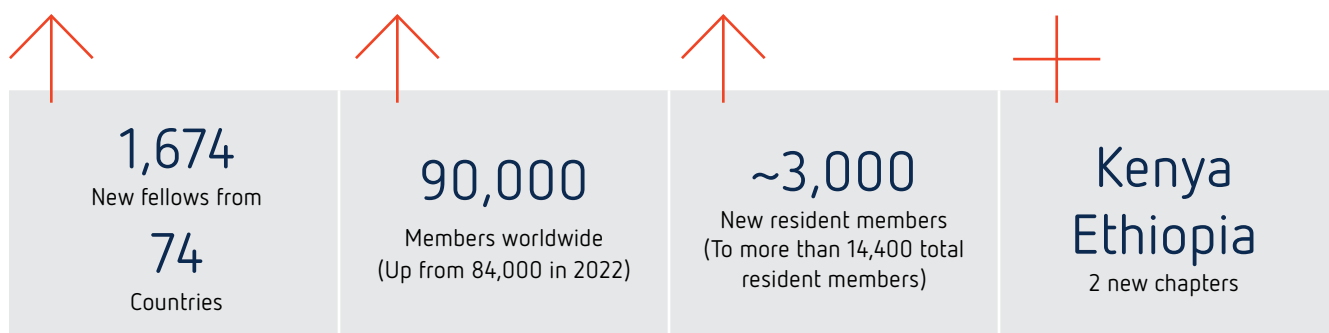 1,674
New fellows from
74
Countries
90,000
Members worldwide
(Up from 84,000 in 2022)
~3,000
New resident members
(To more than 14,400 total
resident members)
Kenya
Ethiopia
2 new chapters